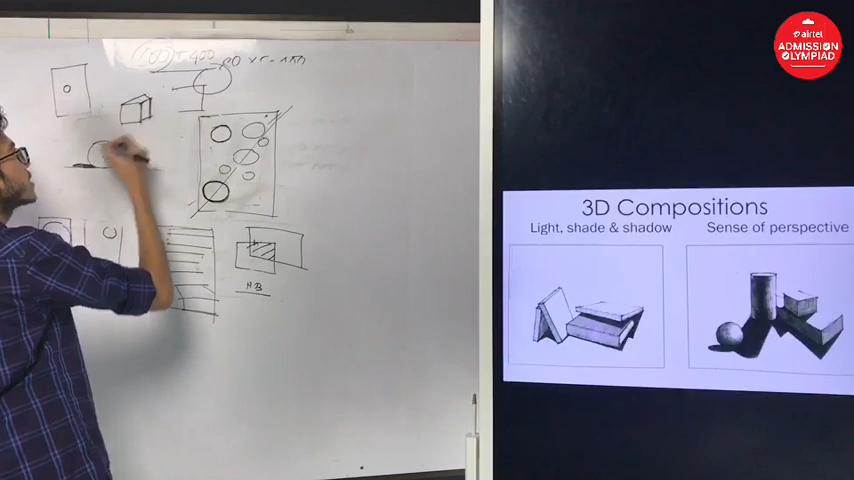 airtel
ADMISSION
OLYMPIAD
3D Compositions
Light, shade & shadow
Sense of perspective
HB